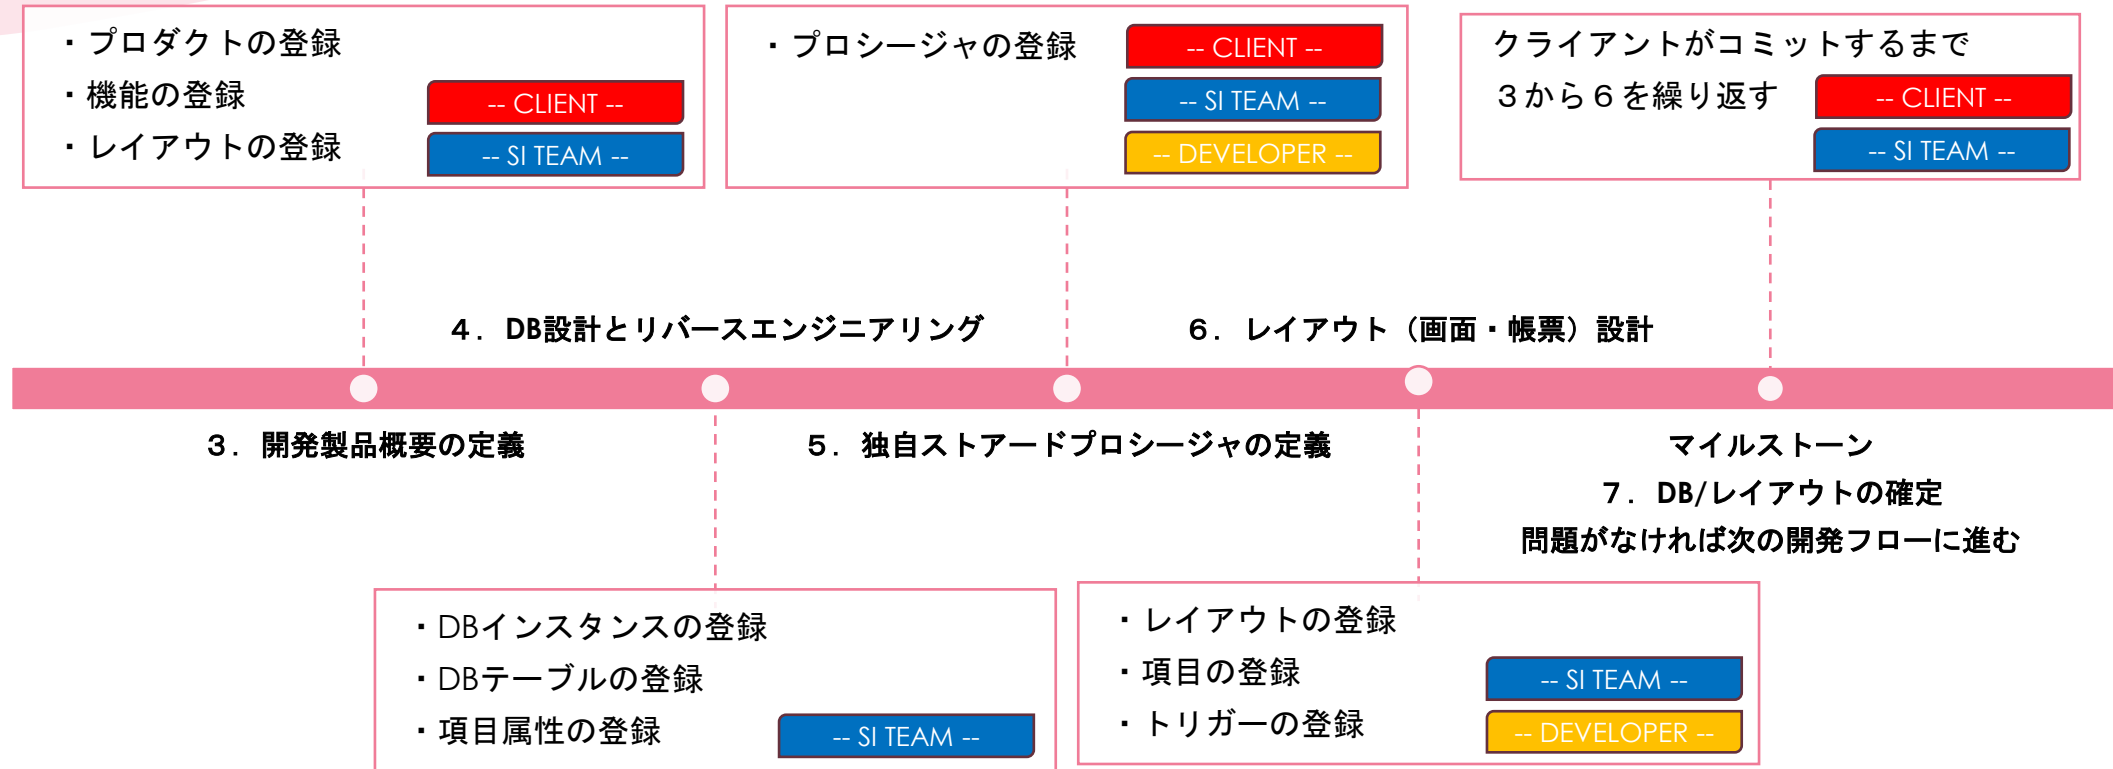 ・プロダクトの登録
・機能の登録
・レイアウトの登録
-- CLIENT --
-- SI TEAM --
・プロシージャの登録
-- CLIENT --
-- SI TEAM --
-- DEVELOPER --
クライアントがコミットするまで
３から６を繰り返す
-- CLIENT --
-- SI TEAM --
４．DB設計とリバースエンジニアリング
６．レイアウト（画面・帳票）設計
３．開発製品概要の定義
５．独自ストアードプロシージャの定義
マイルストーン
７．DB/レイアウトの確定
問題がなければ次の開発フローに進む
・DBインスタンスの登録
・DBテーブルの登録
・項目属性の登録
-- SI TEAM --
・レイアウトの登録
・項目の登録
・トリガーの登録
-- SI TEAM --
-- DEVELOPER --